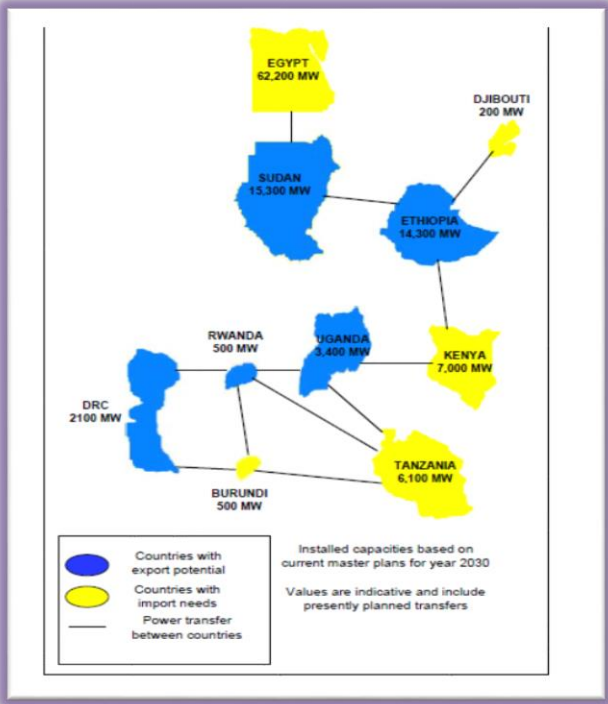 EGYPT
62,200 MW
DJIBOUTI
200 MW
SUDAN
15,300 MW
ETHIOPIA
14,300 MW
RWANDA
500 MW
UGANDA
3,400 MW
KENYA
7,000 MW
DRC
2100 MW
TANZANIA
6,100 MW
BURUNDI
500 MW
Countries with
export potential
Countries with
import needs
Power transfer
between countries
Installed capacities based on
current master plans for year 2030
Values are indicative and include
presently planned transfers